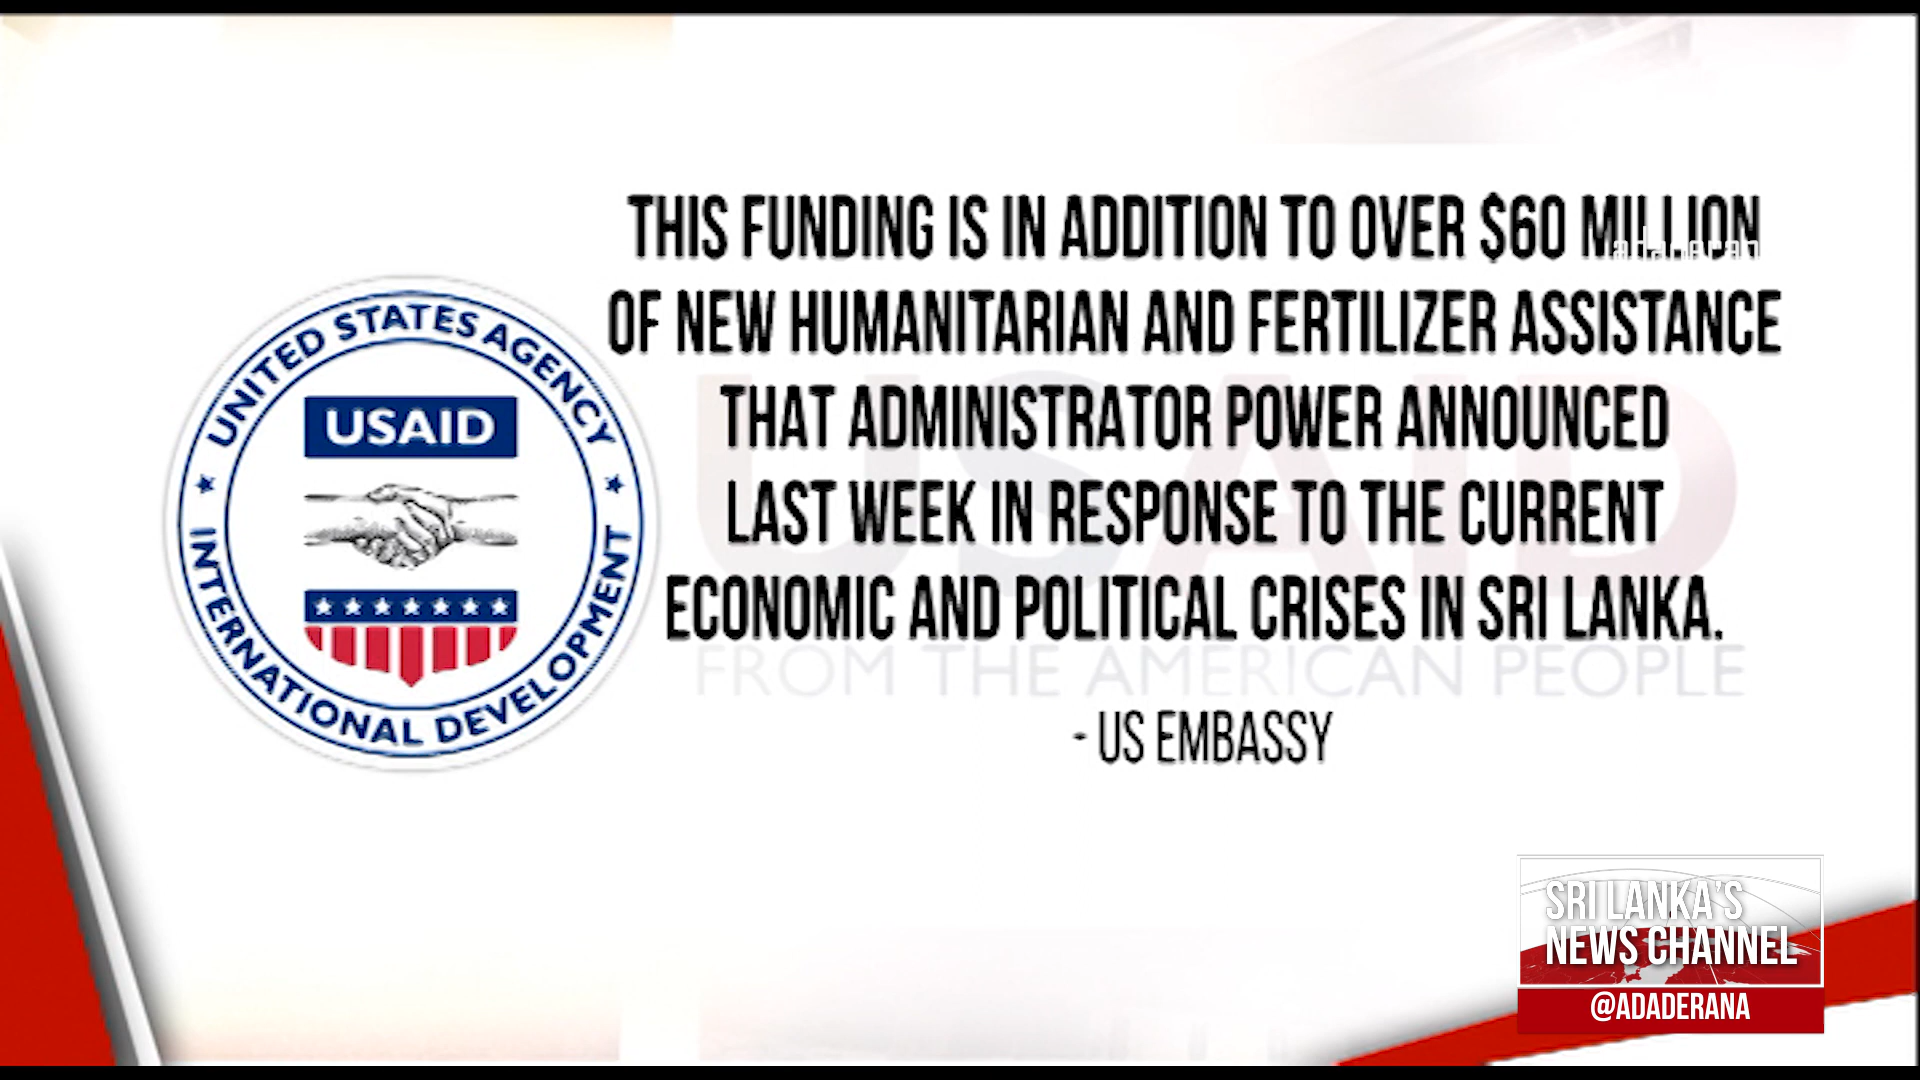 THIS FUNDING IS IN ADDITION TO OVER $60 MILLION
OF NEW HUMANITARIAN AND FERTILIZER ASSISTANCE
THAT ADMINISTRATOR POWER ANNOUNCED
LAST WEEK IN RESPONSE TO THE CURRENT
ECONOMIC AND POLITICAL CRISES IN SRI LANKA.
- US EMBASSY
UNITED STATES AGENCY
USAID
INTERNATIONAL DEVELOPMENT
USAID
FROM THE AMERICAN PEOPLE
SRI LANKA'S
NEWS CHANNEL
@ADADERANA